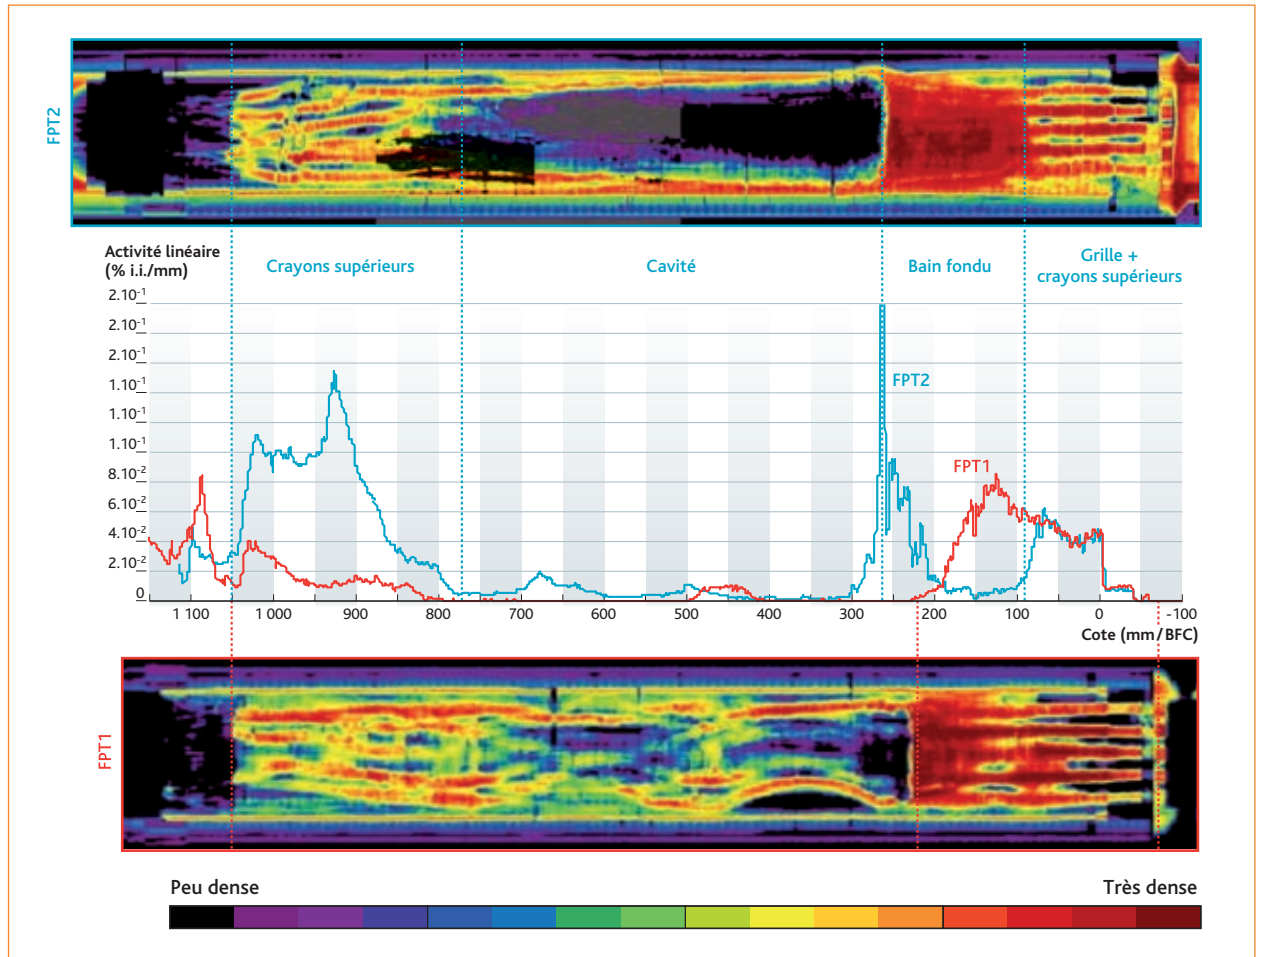 FPT2
Activité linéaire
(% i.i./mm)
Crayons supérieurs
Cavité
Bain fondu
Grille +
crayons supérieurs
2.10-1
2.10-1
2.10-1
1.10-1
1.10-1
1.10-1
8.10-2
6.10-2
4.10-2
2.10-2
0
FPT2
FPT1
1 100
1 000
900
800
700
600
500
400
300
200
100
0
-100
Cote (mm/BFC)
FPT1
Peu dense
Très dense